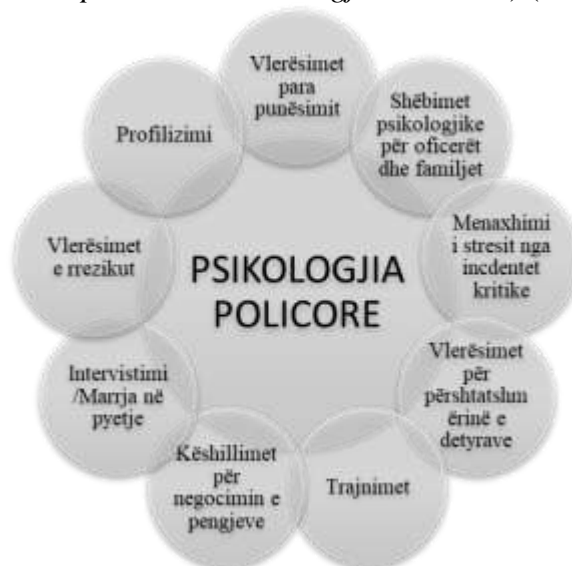 Vlerësimet
para
punësimit
Shëbimet
psikologjike
për oficerët
dhe familjet
Menaxhimi
i stresit nga
incdentet
kritike
Vlerësimet
për
përshtatshm
ërinë e
detyrave
Trajnimet
Këshillimet
për
negocimin e
pengjeve
Intervistimi
/Marrja në
pyetje
Vlerësimet
e rrezikut
Profilizimi
PSIKOLOGJIA
POLICORE